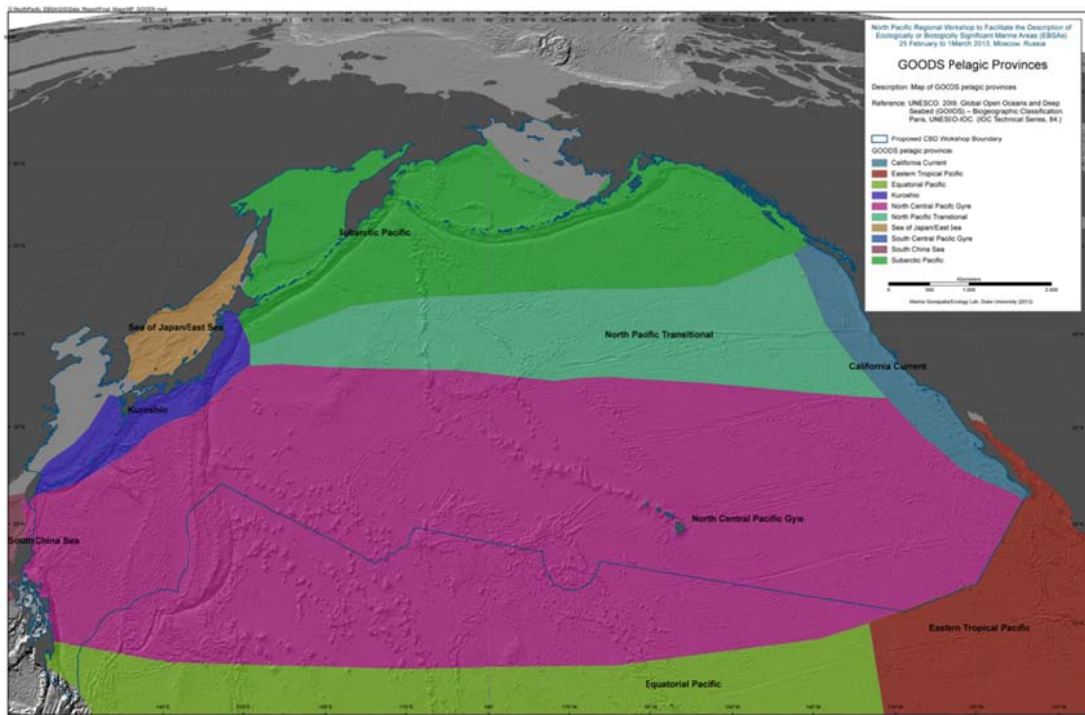 North Pacific Regional Workshop to Facilitate the Description of
Ecologically or Biologically Significant Marine Areas (EBSAs)
25 February to 1March 2013, Moscow, Russia
GOODS Pelagic Provinces
Description: Map of GOODS pelagic provinces
Reference: UNESCO. 2009. Global Open Oceans and Deep
Seabed (GOODS) – Biogeographic Classification.
Paris, UNESCO-IOC. (IOC Technical Series, 84.)
Proposed CBD Workshop Boundary
GOODS pelagic provinces
California Current
Eastern Tropical Pacific
Equatorial Pacific
Kuroshio
North Central Pacific Gyre
North Pacific Transitional
Sea of Japan/East Sea
South Central Pacific Gyre
South China Sea
Subarctic Pacific
Kilometers
0 500 1,000 2,000
Marine Geospatial Ecology Lab, Duke University (2013)
Subarctic Pacific
Sea of Japan/East Sea
North Pacific Transitional
California Current
Kuroshio
North Central Pacific Gyre
South China Sea
Eastern Tropical Pacific
Equatorial Pacific